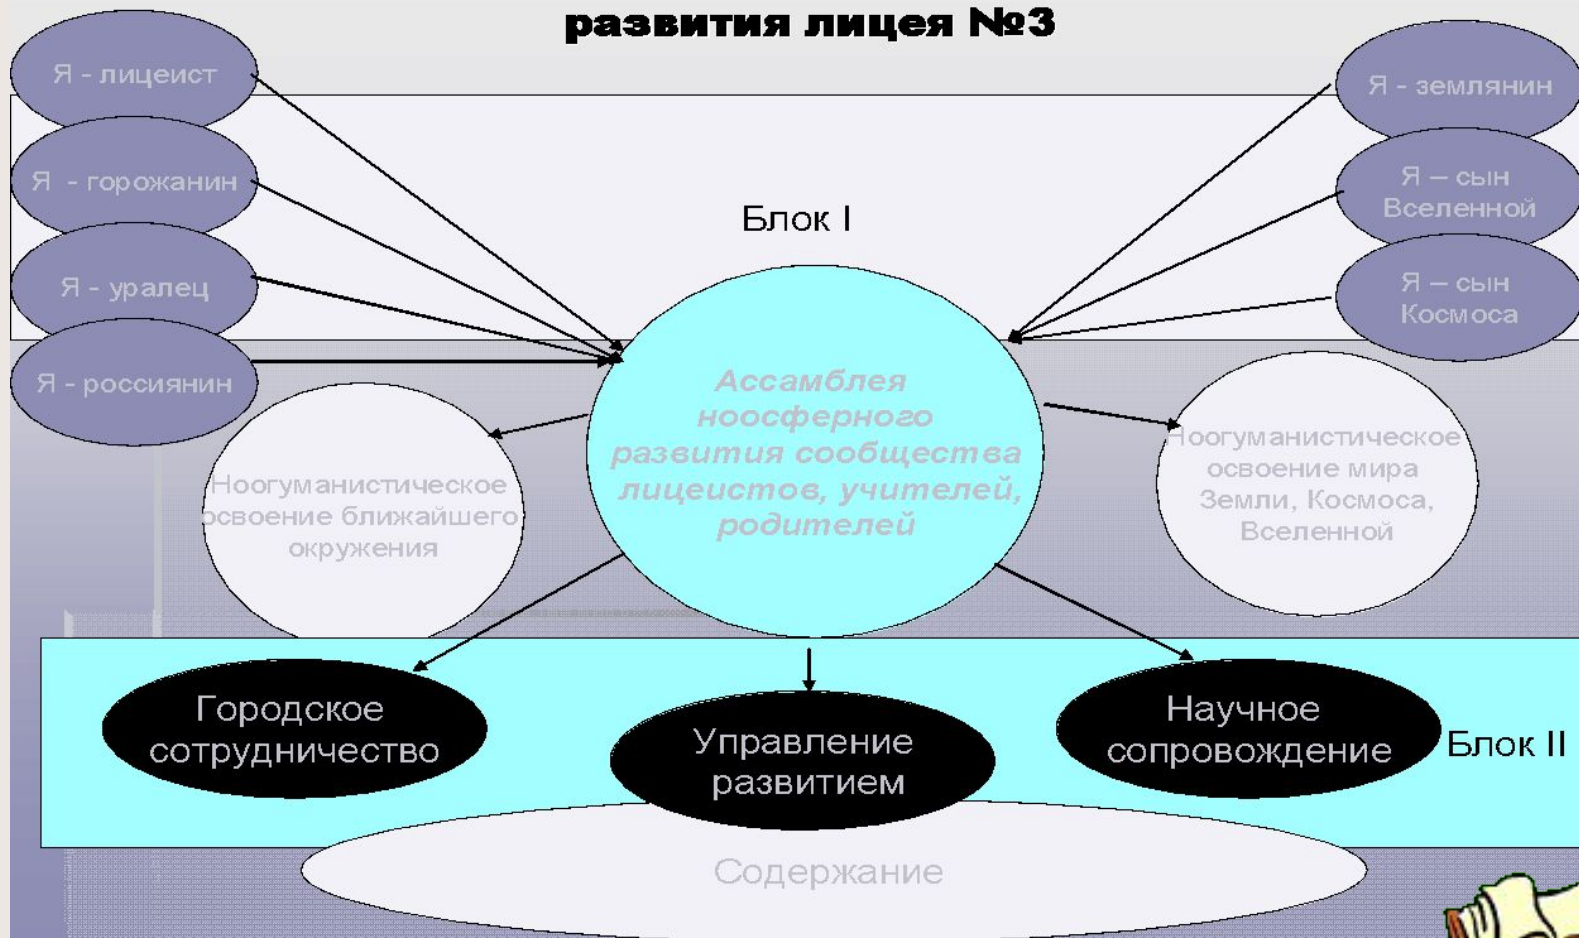 развития лицея №3
Я - лицеист
Я - горожанин
Я - уралец
Я - россиянин
Я - землянин
Я – сын
Вселенной
Я – сын
Космоса
Блок I
Ассамблея
ноосферного
развития сообщества
лицеистов, учителей,
родителей
Ноогуманистическое
освоение ближайшего
окружения
Ноогуманистическое
освоение мира
Земли, Космоса,
Вселенной
Городское
сотрудничество
Управление
развитием
Научное
сопровождение
Блок II
Содержание